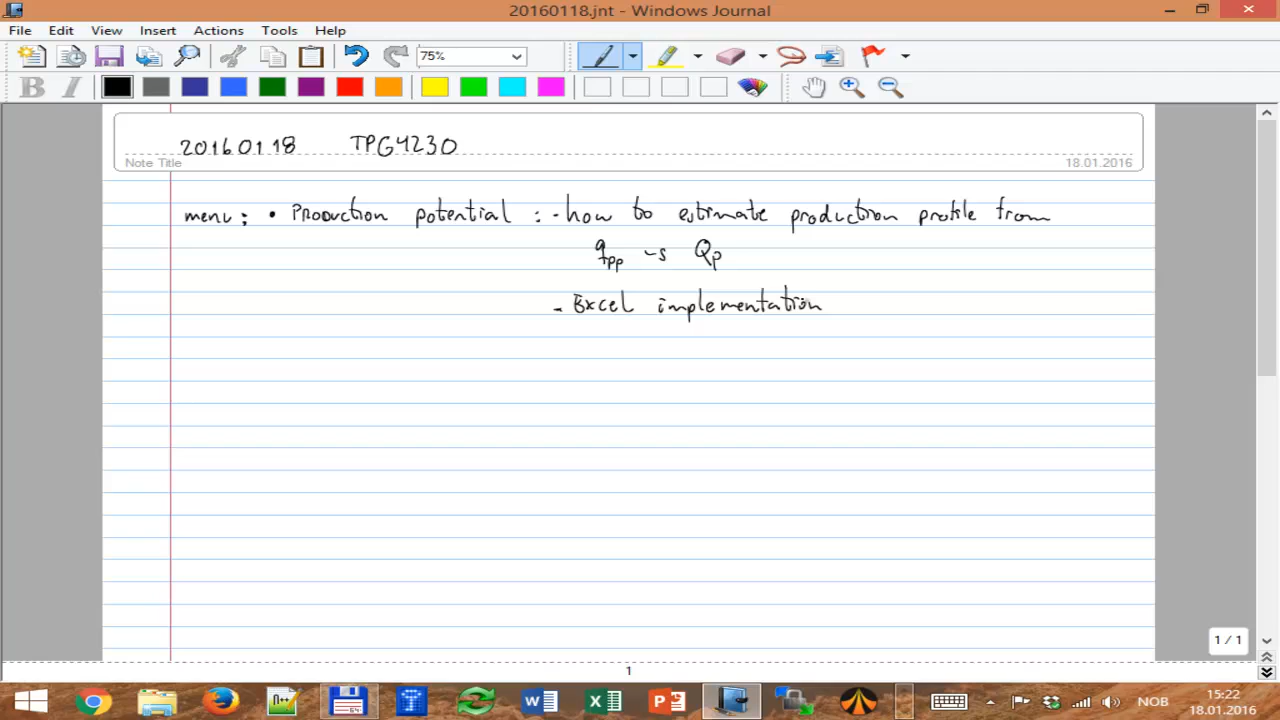 20160118.jnt - Windows Journal
File Edit View Insert Actions Tools Help
75%
B I
20160118 TPG4230
Note Title
18.01.2016
menu: • Production potential : - how to estimate production profile from
qpp vs Qp
- Excel implementation
1 / 1
1
15:22
NOB
18.01.2016